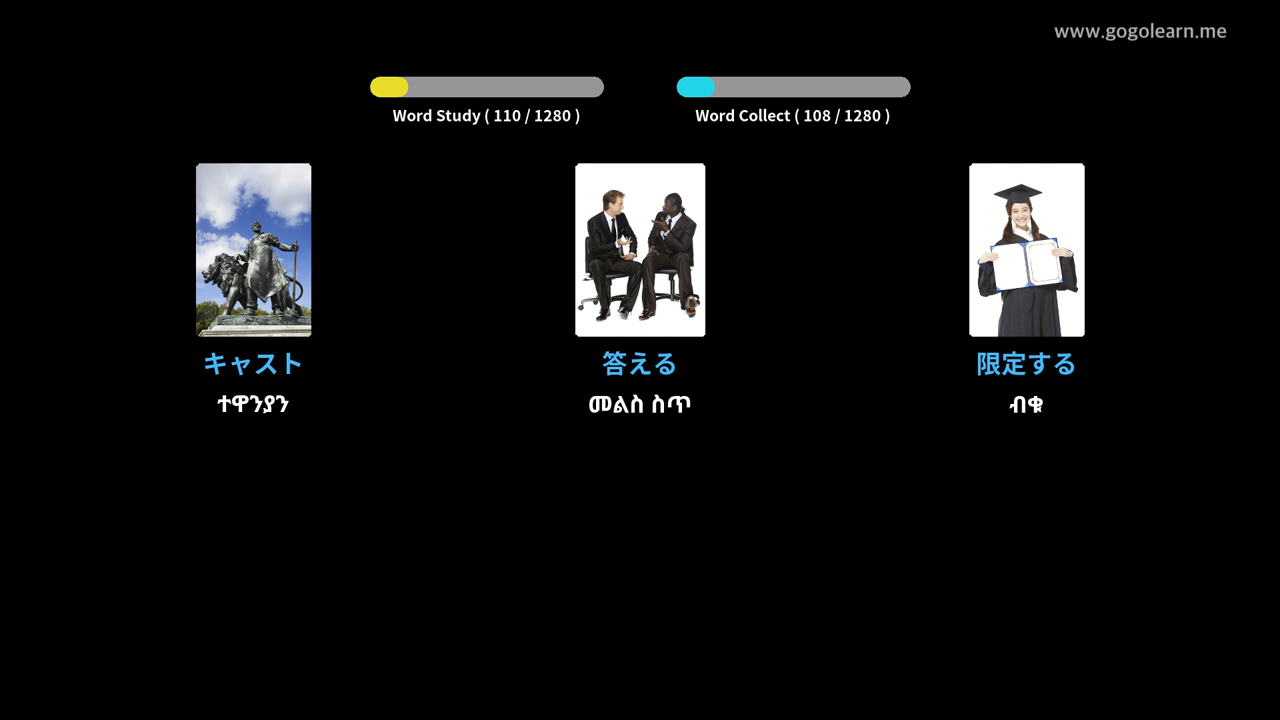 www.gogolearn.me
Word Study ( 110 / 1280 )
Word Collect ( 108 / 1280 )
キャスト
答える
限定する
ተዋንያን
መልስ ስጥ
ብቁ